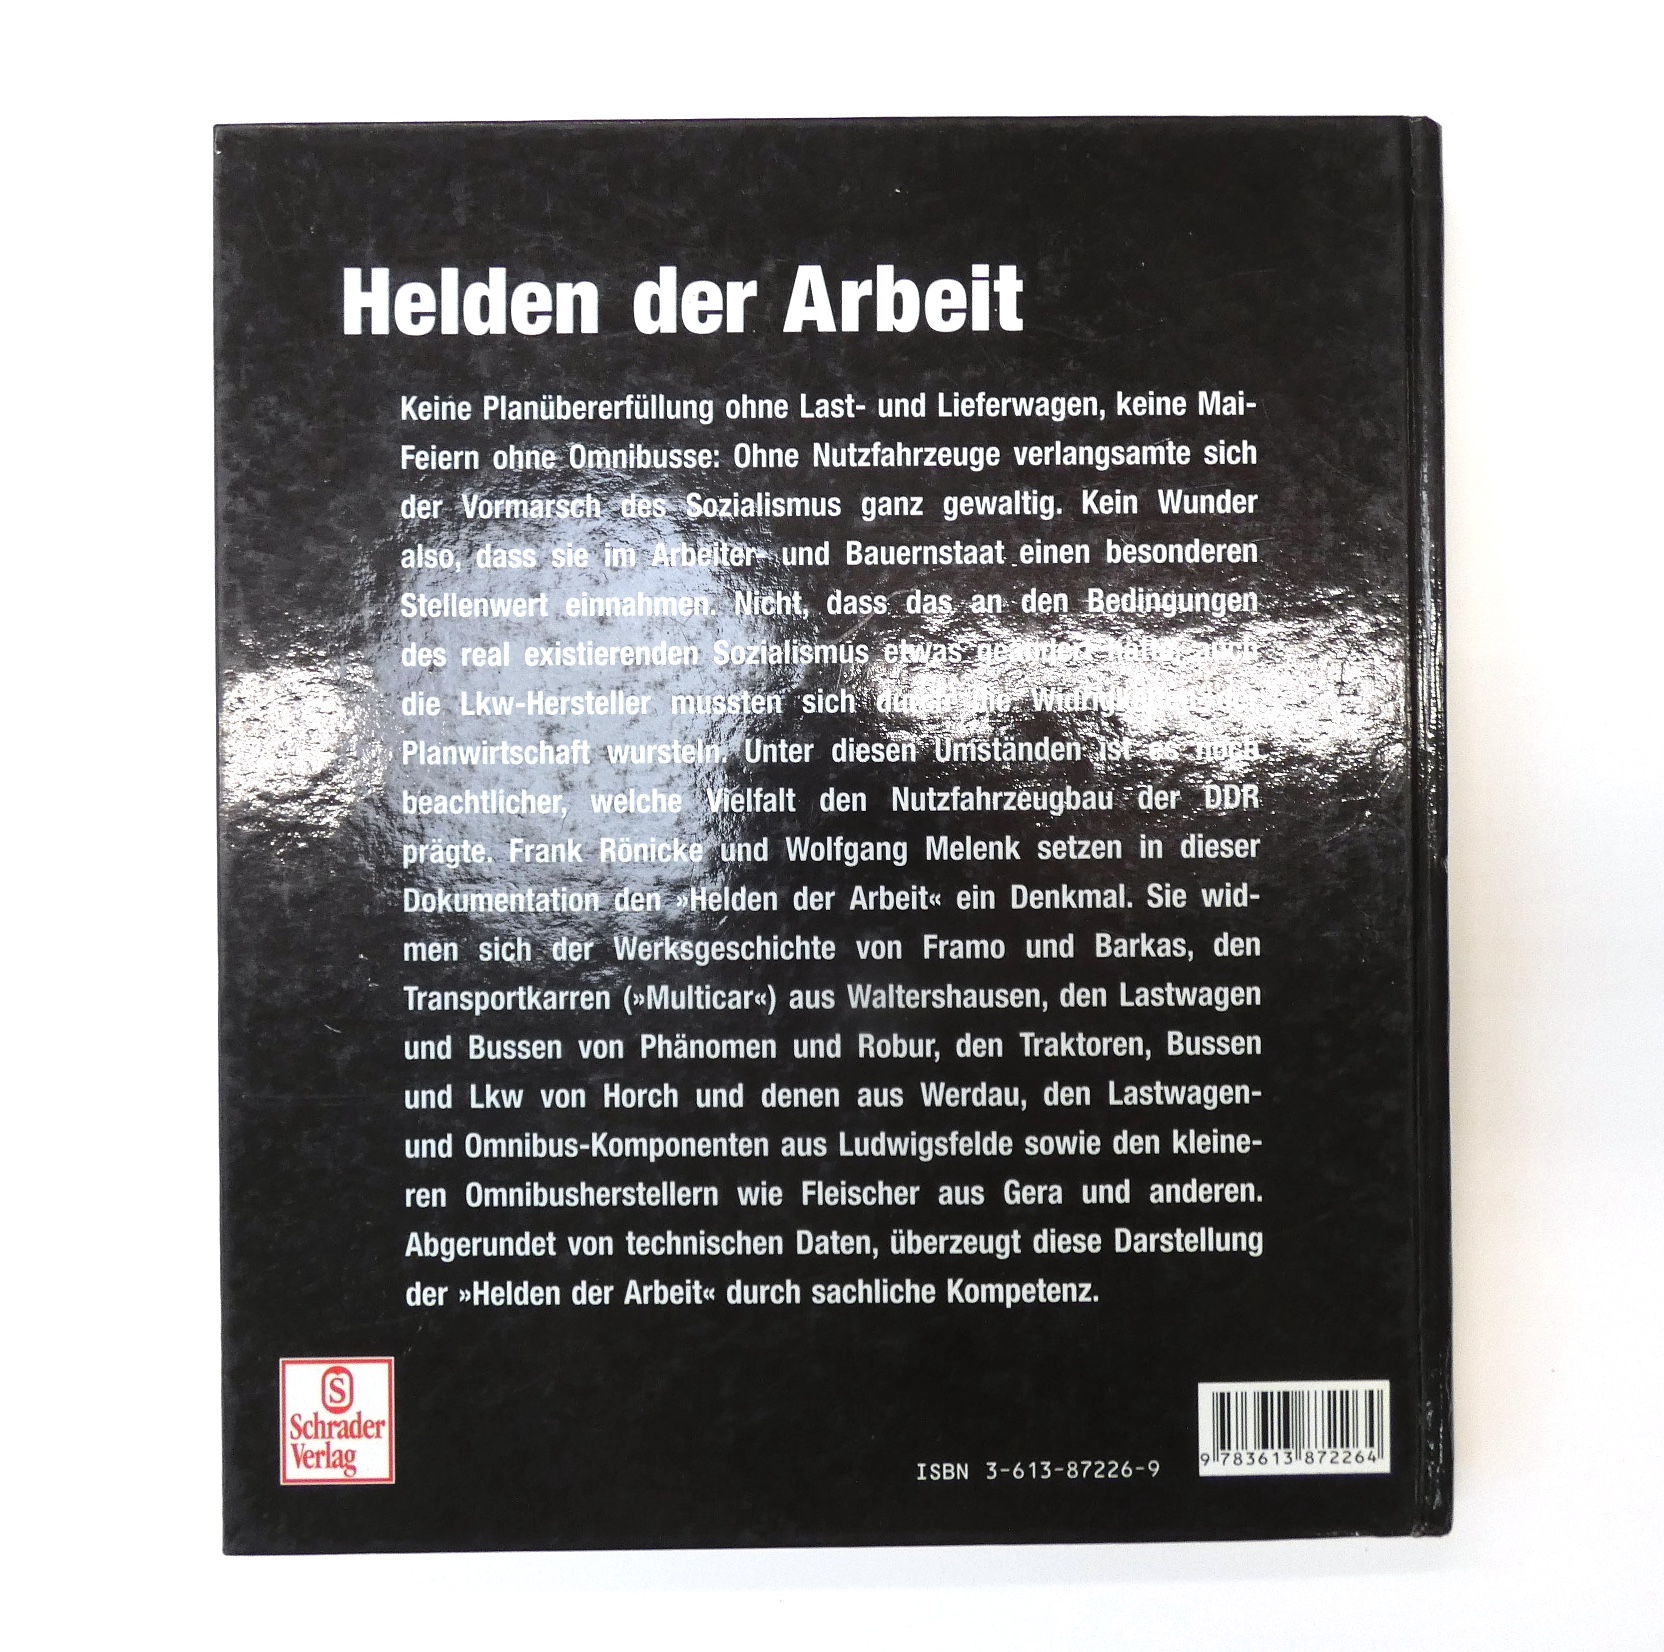 Helden der Arbeit
Keine Planübererfüllung ohne Last- und Lieferwagen, keine Mai-
Feiern ohne Omnibusse: Ohne Nutzfahrzeuge verlangsamte sich
der Vormarsch des Sozialismus ganz gewaltig. Kein Wunder
also, dass sie im Arbeiter- und Bauernstaat einen besonderen
Stellenwert einnahmen. Nicht, dass das an den Bedingungen
des real existierenden Sozialismus etwas geändert hätte, auch
die Lkw-Hersteller mussten sich durch die Widrigkeiten der
Planwirtschaft wursteln. Unter diesen Umständen ist es noch
beachtlicher, welche Vielfalt den Nutzfahrzeugbau der DDR
prägte. Frank Rönicke und Wolfgang Melenk setzen in dieser
Dokumentation den »Helden der Arbeit« ein Denkmal. Sie wid-
men sich der Werksgeschichte von Framo und Barkas, den
Transportkarren (»Multicar«) aus Waltershausen, den Lastwagen
und Bussen von Phänomen und Robur, den Traktoren, Bussen
und Lkw von Horch und denen aus Werdau, den Lastwagen-
und Omnibus-Komponenten aus Ludwigsfelde sowie den kleine-
ren Omnibusherstellern wie Fleischer aus Gera und anderen.
Abgerundet von technischen Daten, überzeugt diese Darstellung
der »Helden der Arbeit« durch sachliche Kompetenz.
S
Schrader
Verlag
ISBN 3-613-87226-9
9 783613 872264